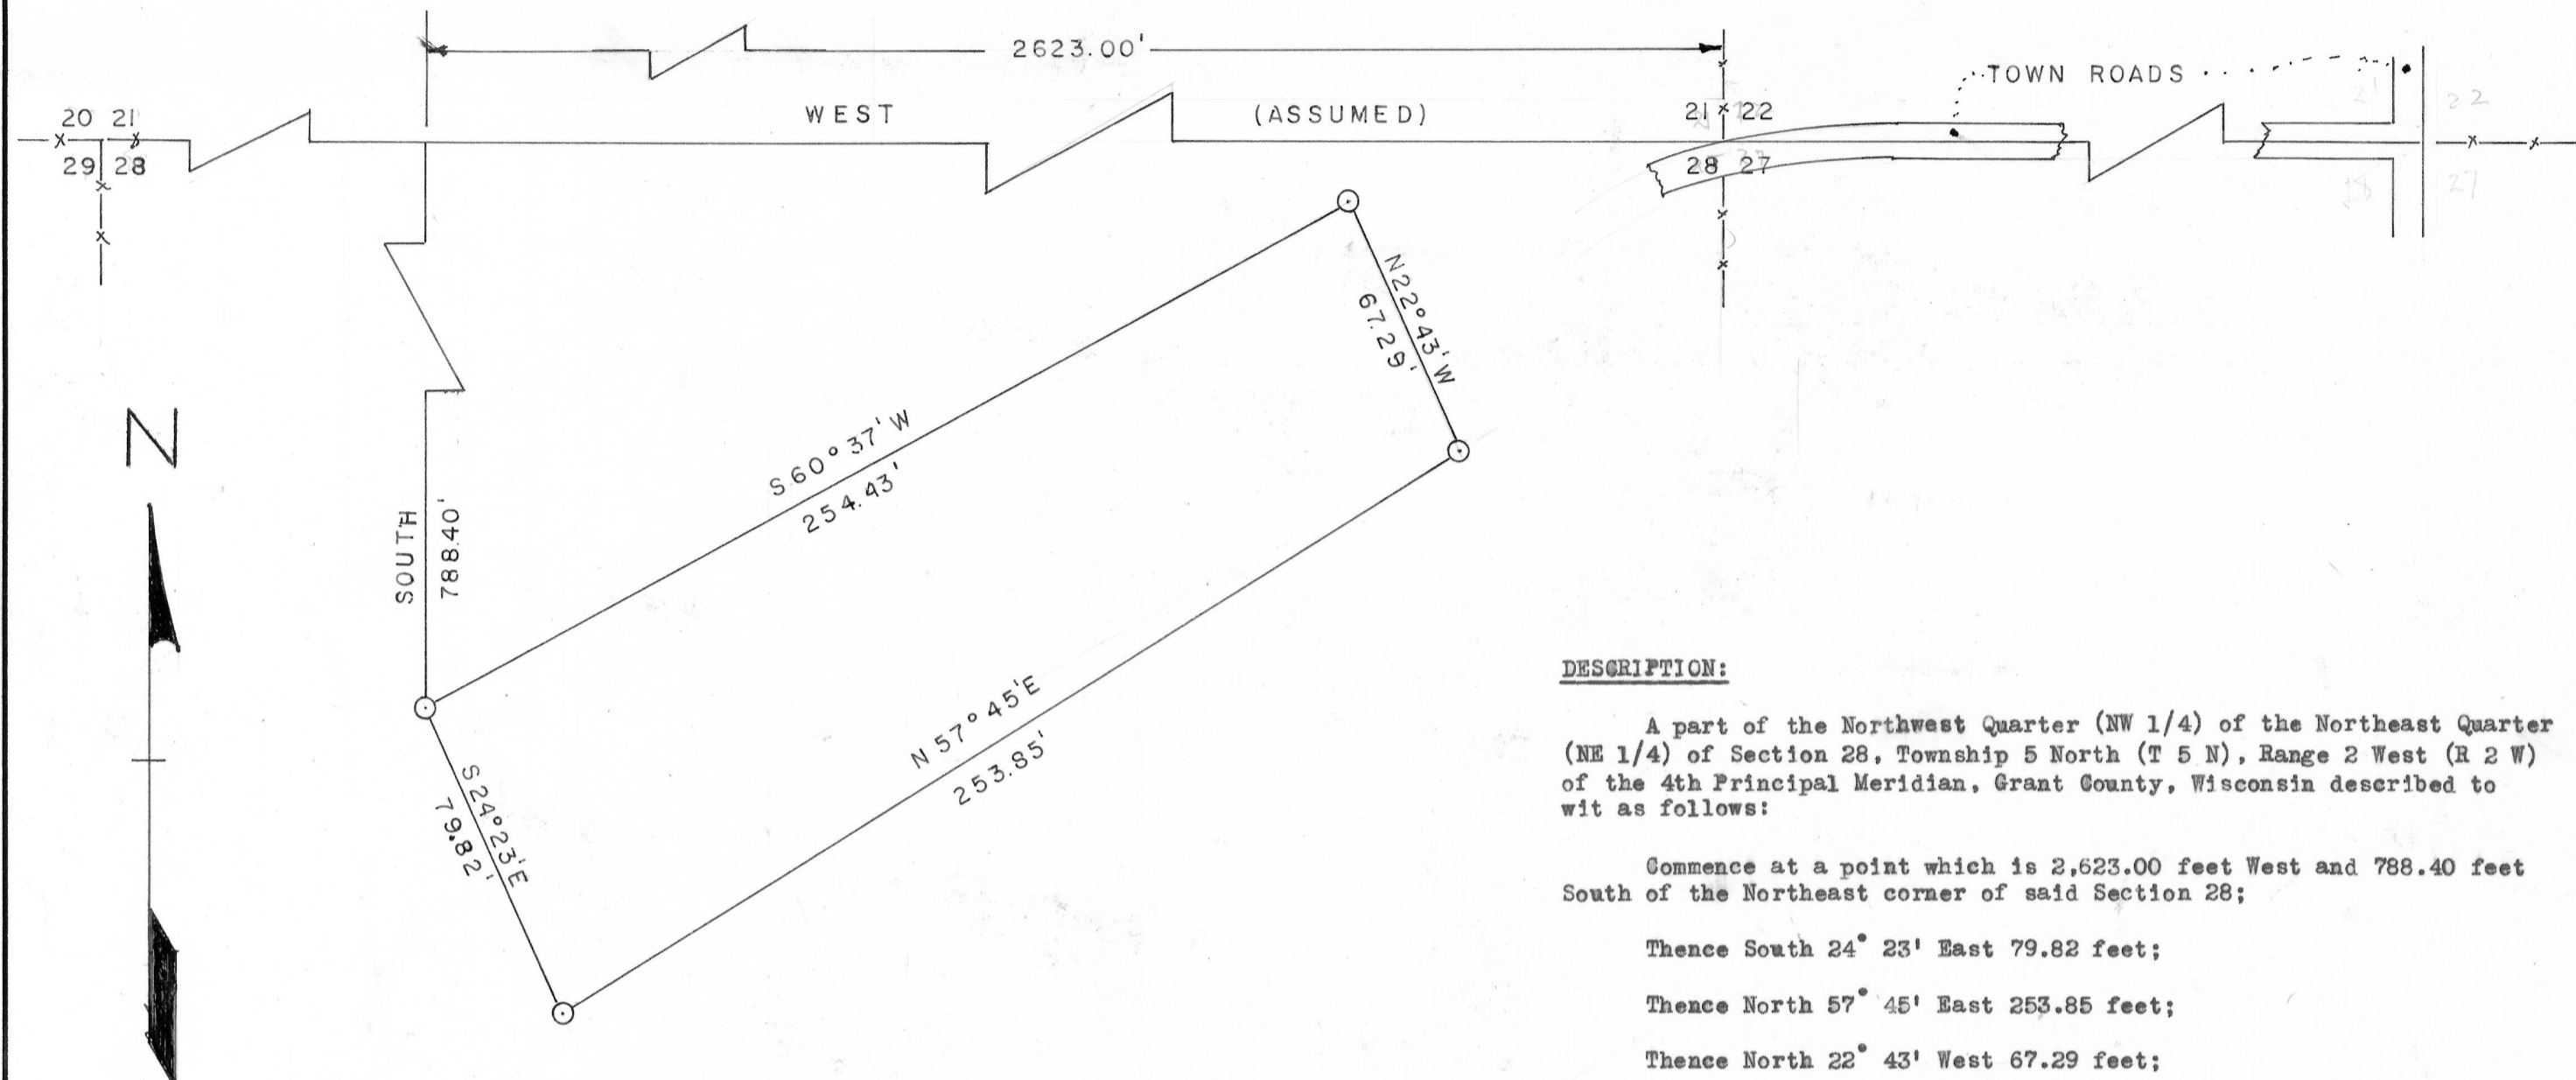 2623.00'
TOWN ROADS
WEST (ASSUMED)
20 21
29 28
21 22
28 27
22
27
N22°43'W
67.29'
S 60° 37' W
254.43'
N
SOUTH
788.40'
N 57° 45' E
253.85'
S 24° 23' E
79.82'
DESCRIPTION:
A part of the Northwest Quarter (NW 1/4) of the Northeast Quarter
(NE 1/4) of Section 28, Township 5 North (T 5 N), Range 2 West (R 2 W)
of the 4th Principal Meridian, Grant County, Wisconsin described to
wit as follows:
Commence at a point which is 2,623.00 feet West and 788.40 feet
South of the Northeast corner of said Section 28;
Thence South 24° 23' East 79.82 feet;
Thence North 57° 45' East 253.85 feet;
Thence North 22° 43' West 67.29 feet;